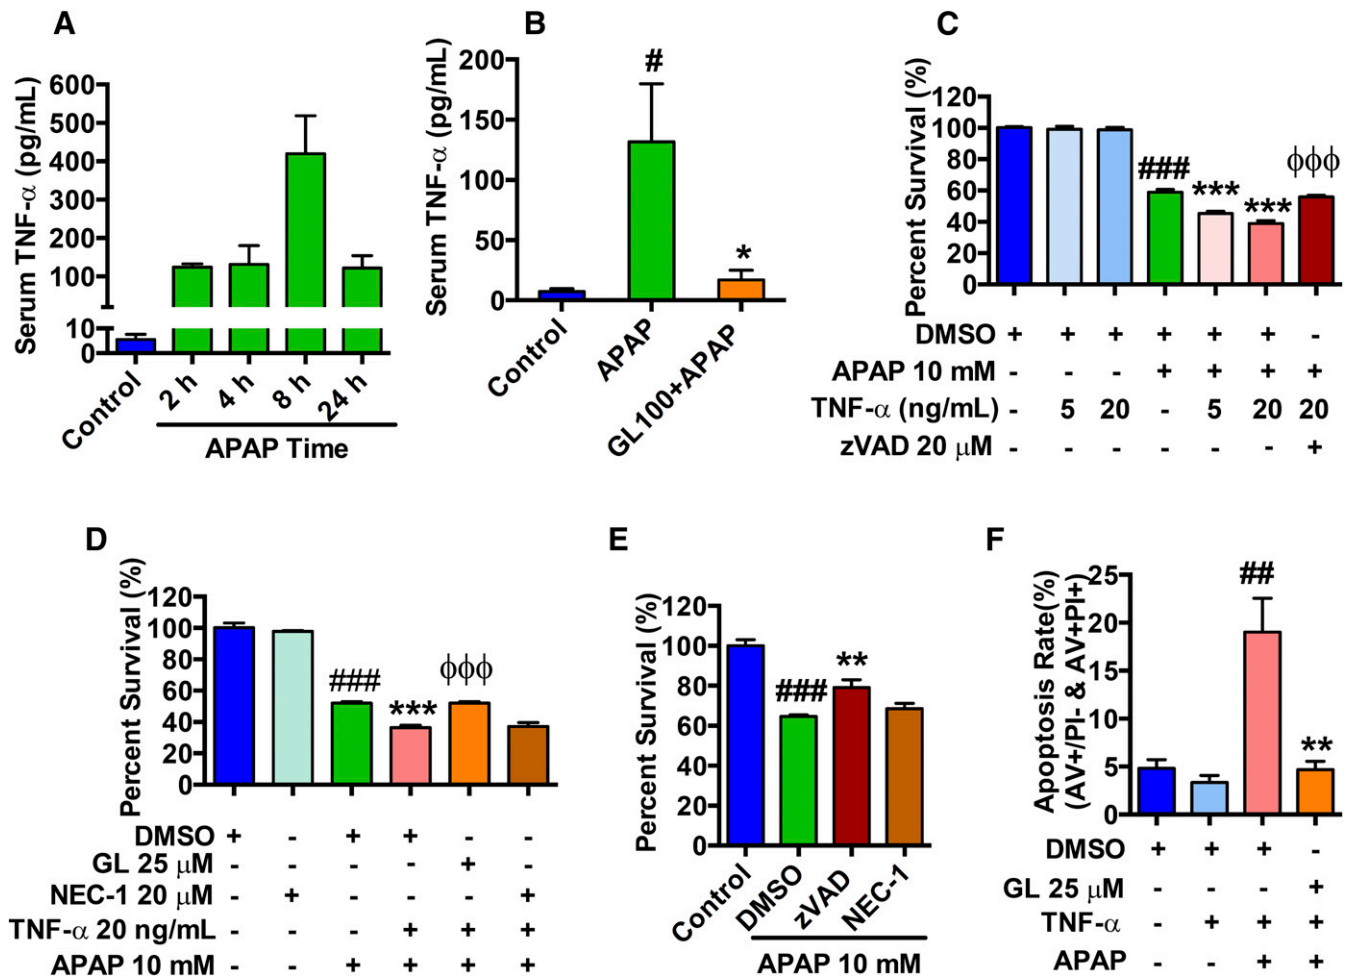 A
Serum TNF-α (pg/mL)
600
500
400
300
200
100
10
0
Control
2 h
4 h
8 h
24 h
APAP Time
B
Serum TNF-α (pg/mL)
200
150
100
50
0
#
*
Control
APAP
GL100+APAP
C
Percent Survival (%)
120
100
80
60
40
20
0
###
***
***
ϕϕϕ
DMSO + + + + + + -
APAP 10 mM - - - + + + +
TNF-α (ng/mL) - 5 20 - 5 20 20
zVAD 20 μM - - - - - - +
D
Percent Survival (%)
120
100
80
60
40
20
0
###
***
ϕϕϕ
DMSO + - + + - -
GL 25 μM - - - - + -
NEC-1 20 μM - + - - - +
TNF-α 20 ng/mL - - - + + +
APAP 10 mM - - + + + +
E
Percent Survival (%)
120
100
80
60
40
20
0
###
**
Control
DMSO
zVAD
NEC-1
APAP 10 mM
F
Apoptosis Rate(%)
(AV+/PI- & AV+PI+)
25
20
15
10
5
0
##
**
DMSO + + + -
GL 25 μM - - - +
TNF-α - + + +
APAP - - + +